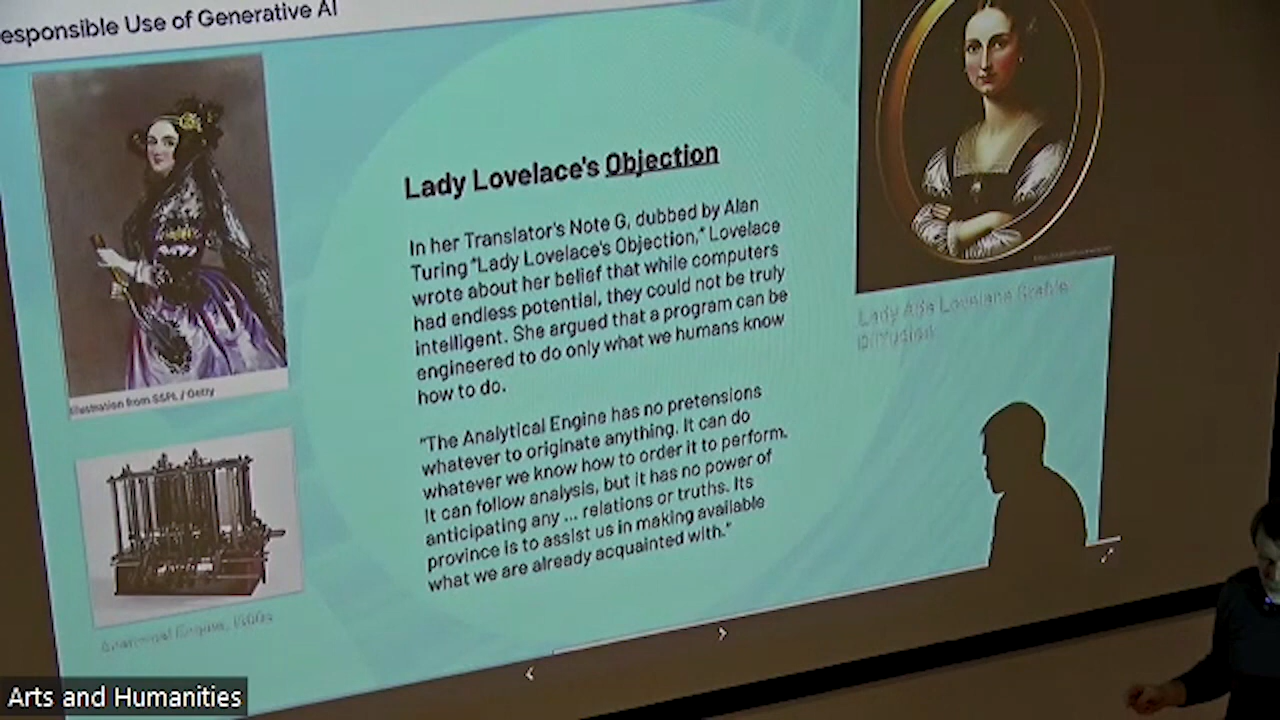 esponsible Use of Generative AI
Lady Lovelace's Objection
In her Translator's Note G, dubbed by Alan
Turing "Lady Lovelace's Objection," Lovelace
wrote about her belief that while computers
had endless potential, they could not be truly
intelligent. She argued that a program can be
engineered to do only what we humans know
how to do.
"The Analytical Engine has no pretensions
whatever to originate anything. It can do
whatever we know how to order it to perform.
It can follow analysis, but it has no power of
anticipating any ... relations or truths. Its
province is to assist us in making available
what we are already acquainted with."
Illustration from SSPL / Getty
Analytical Engine, 1800s
Lady Ada Lovelace Stable
Diffusion
Arts and Humanities